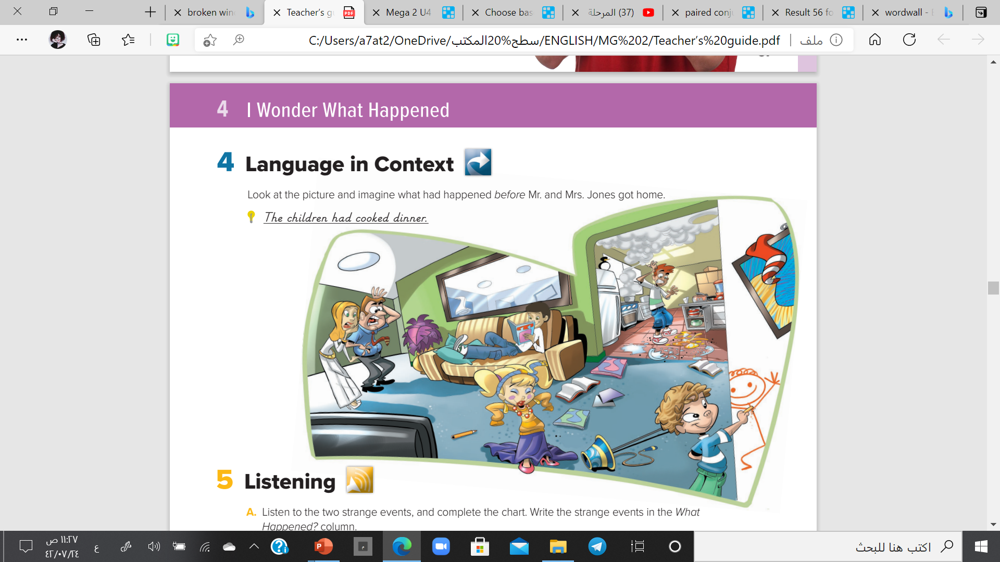 broken win
Teacher's g
Mega 2 U4
Choose bas
(37) المرحلة
paired conj
Result 56 fo
wordwall -
C:/Users/a7at2/OneDrive/سطح%20المكتب/ENGLISH/MG%202/Teacher's%20guide.pdf
ملف
4 I Wonder What Happened
4 Language in Context
Look at the picture and imagine what had happened before Mr. and Mrs. Jones got home.
The children had cooked dinner.
5 Listening
A. Listen to the two strange events, and complete the chart. Write the strange events in the What
Happened? column.
١١:٢٧ ص
٤٢/٠٧/٢٤
ع
اكتب هنا للبحث